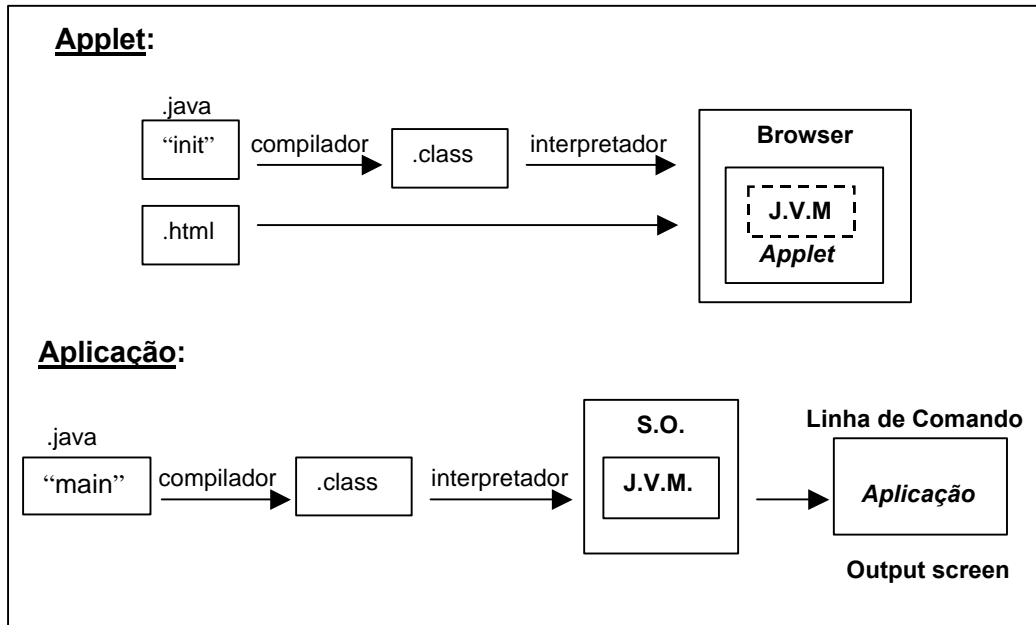 Applet:
.java
“init”
compilador
.class
interpretador
Browser
J.V.M
Applet
.html
Aplicação:
.java
“main”
compilador
.class
interpretador
S.O.
J.V.M.
Linha de Comando
Aplicação
Output screen